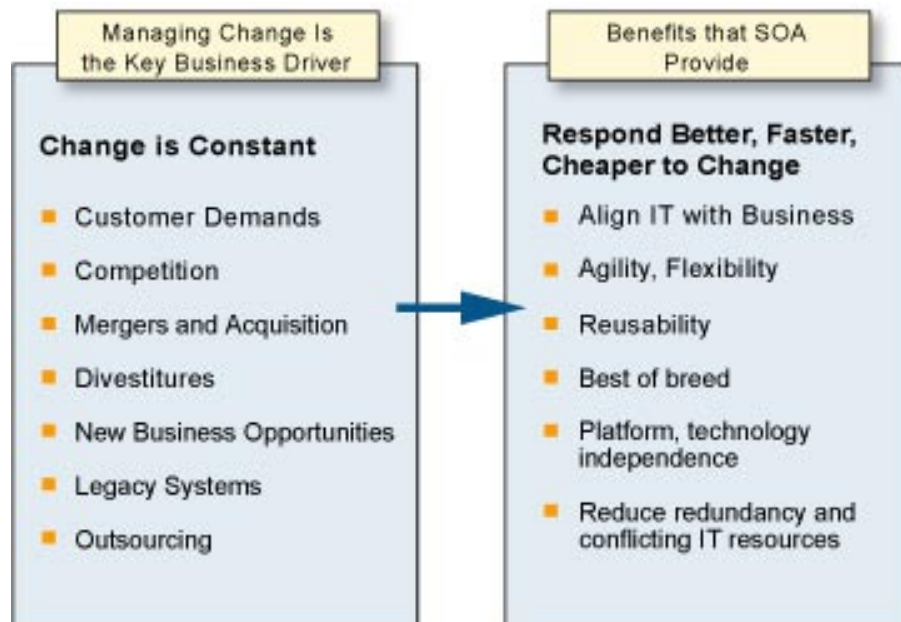 Managing Change Is
the Key Business Driver
Change is Constant
Customer Demands
Competition
Mergers and Acquisition
Divestitures
New Business Opportunities
Legacy Systems
Outsourcing
Benefits that SOA
Provide
Respond Better, Faster,
Cheaper to Change
Align IT with Business
Agility, Flexibility
Reusability
Best of breed
Platform, technology
independence
Reduce redundancy and
conflicting IT resources